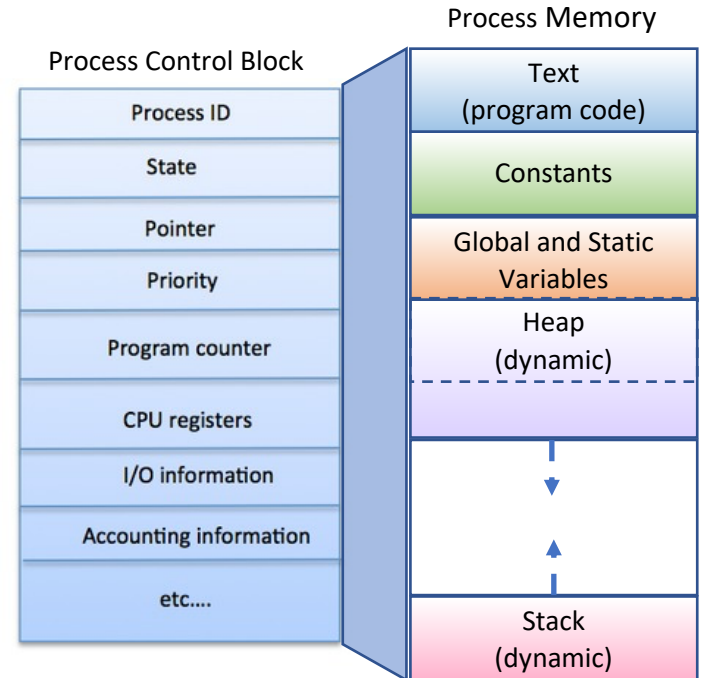 Process Memory
Process Control Block
Process ID
State
Pointer
Priority
Program counter
CPU registers
I/O information
Accounting information
etc....
Text
(program code)
Constants
Global and Static
Variables
Heap
(dynamic)
Stack
(dynamic)